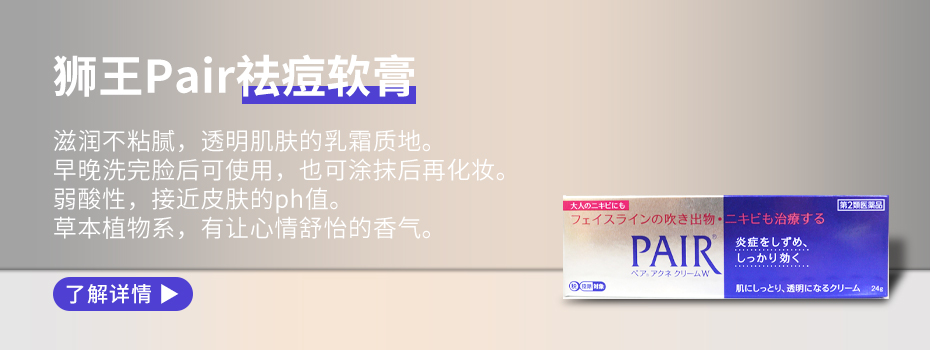 狮王Pair祛痘软膏
滋润不粘腻，透明肌肤的乳霜质地。
早晚洗完脸后可使用，也可涂抹后再化妆。
弱酸性，接近皮肤的ph值。
草本植物系，有让心情舒怡的香气。
了解详情 ▶
大人のニキビにも
第2類医薬品
フェイスラインの吹き出物・ニキビも治療する
PAIR®
ペア®アクネ クリームW
炎症をしずめ、
しっかり効く
肌にしっとり、透明になるクリーム 24g